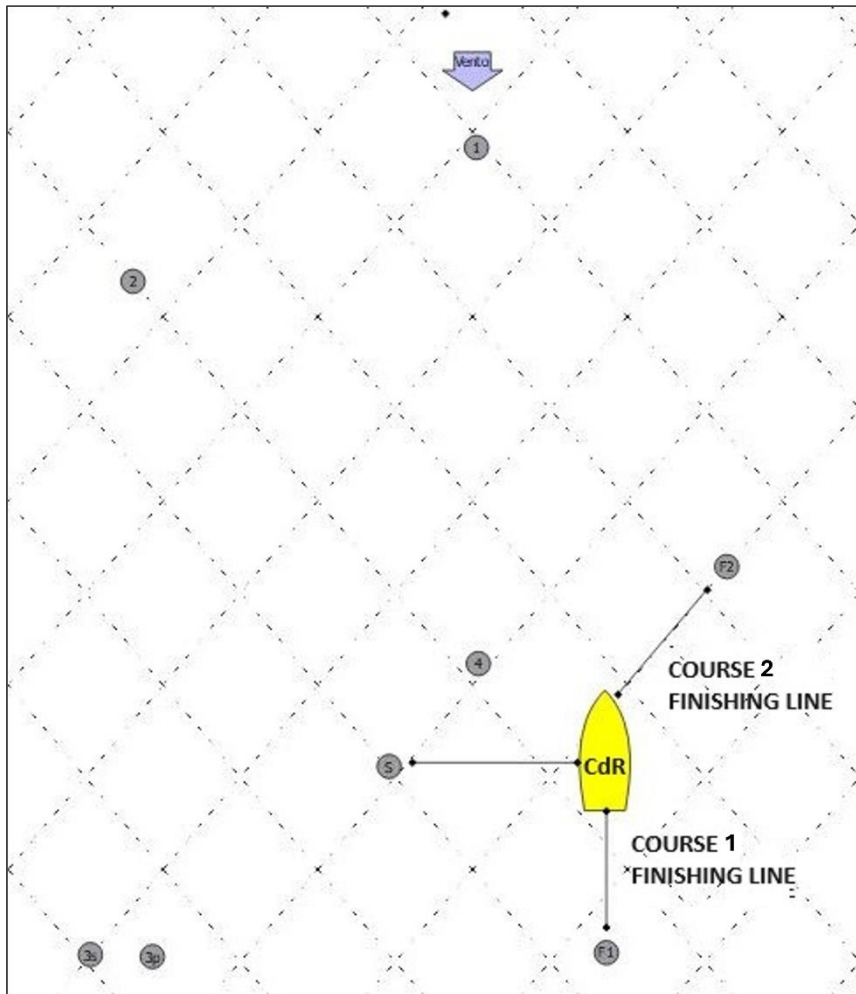 Vento
1
2
F2
4
COURSE 2
FINISHING LINE
S
CdR
COURSE 1
FINISHING LINE
3s
3p
F1